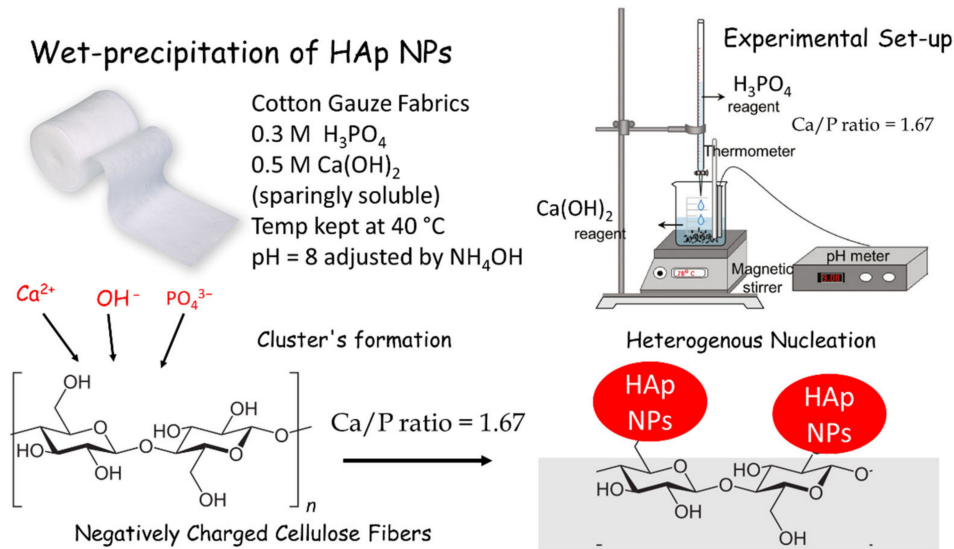 Wet-precipitation of HAp NPs
Cotton Gauze Fabrics
0.3 M H₃PO₄
0.5 M Ca(OH)₂
(sparingly soluble)
Temp kept at 40 °C
pH = 8 adjusted by NH₄OH
Experimental Set-up
H₃PO₄
reagent
Ca/P ratio = 1.67
Thermometer
Ca(OH)₂
reagent
pH meter
Magnetic
stirrer
Ca²⁺
OH⁻
PO₄³⁻
Cluster's formation
OH
O
OH
HO
O
HO
O
HO
OH
O
OH
n
Ca/P ratio = 1.67
Negatively Charged Cellulose Fibers
Heterogenous Nucleation
HAp
NPs
HAp
NPs
O
HO
O
HO
O
O
OH
O
OH